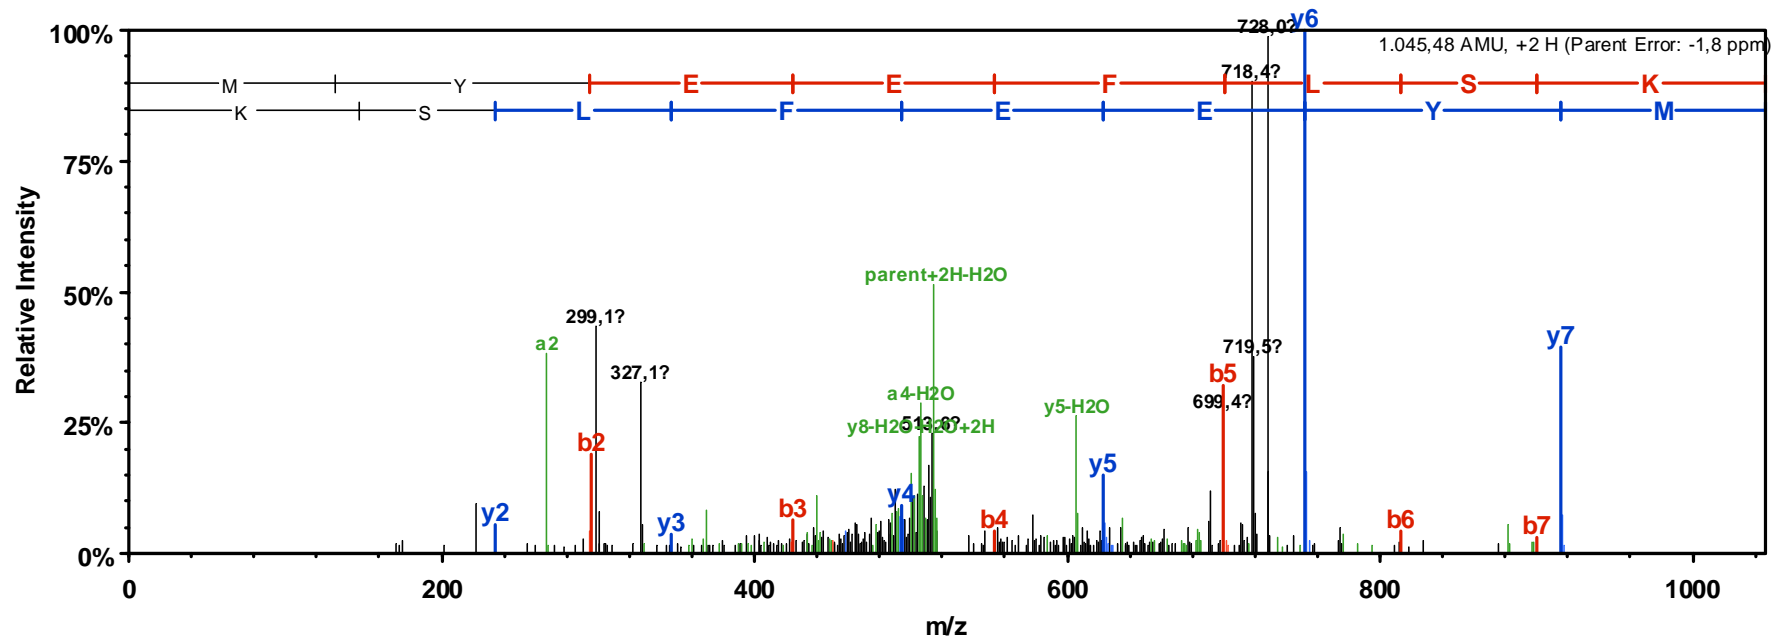 100%
75%
50%
25%
0%
Relative Intensity
728,0?
y6
1.045,48 AMU, +2 H (Parent Error: -1,8 ppm)
718,4?
M Y E E F L S K
K S L F E E Y M
parent+2H-H2O
299,1?
a2
327,1?
719,5?
y7
b5
a4-H2O
699,4?
y5-H2O
513,6?
y8-H2O-H2O+2H
b2
y5
y4
y2
b3
y3
b4
b6
b7
0 200 400 600 800 1000
m/z